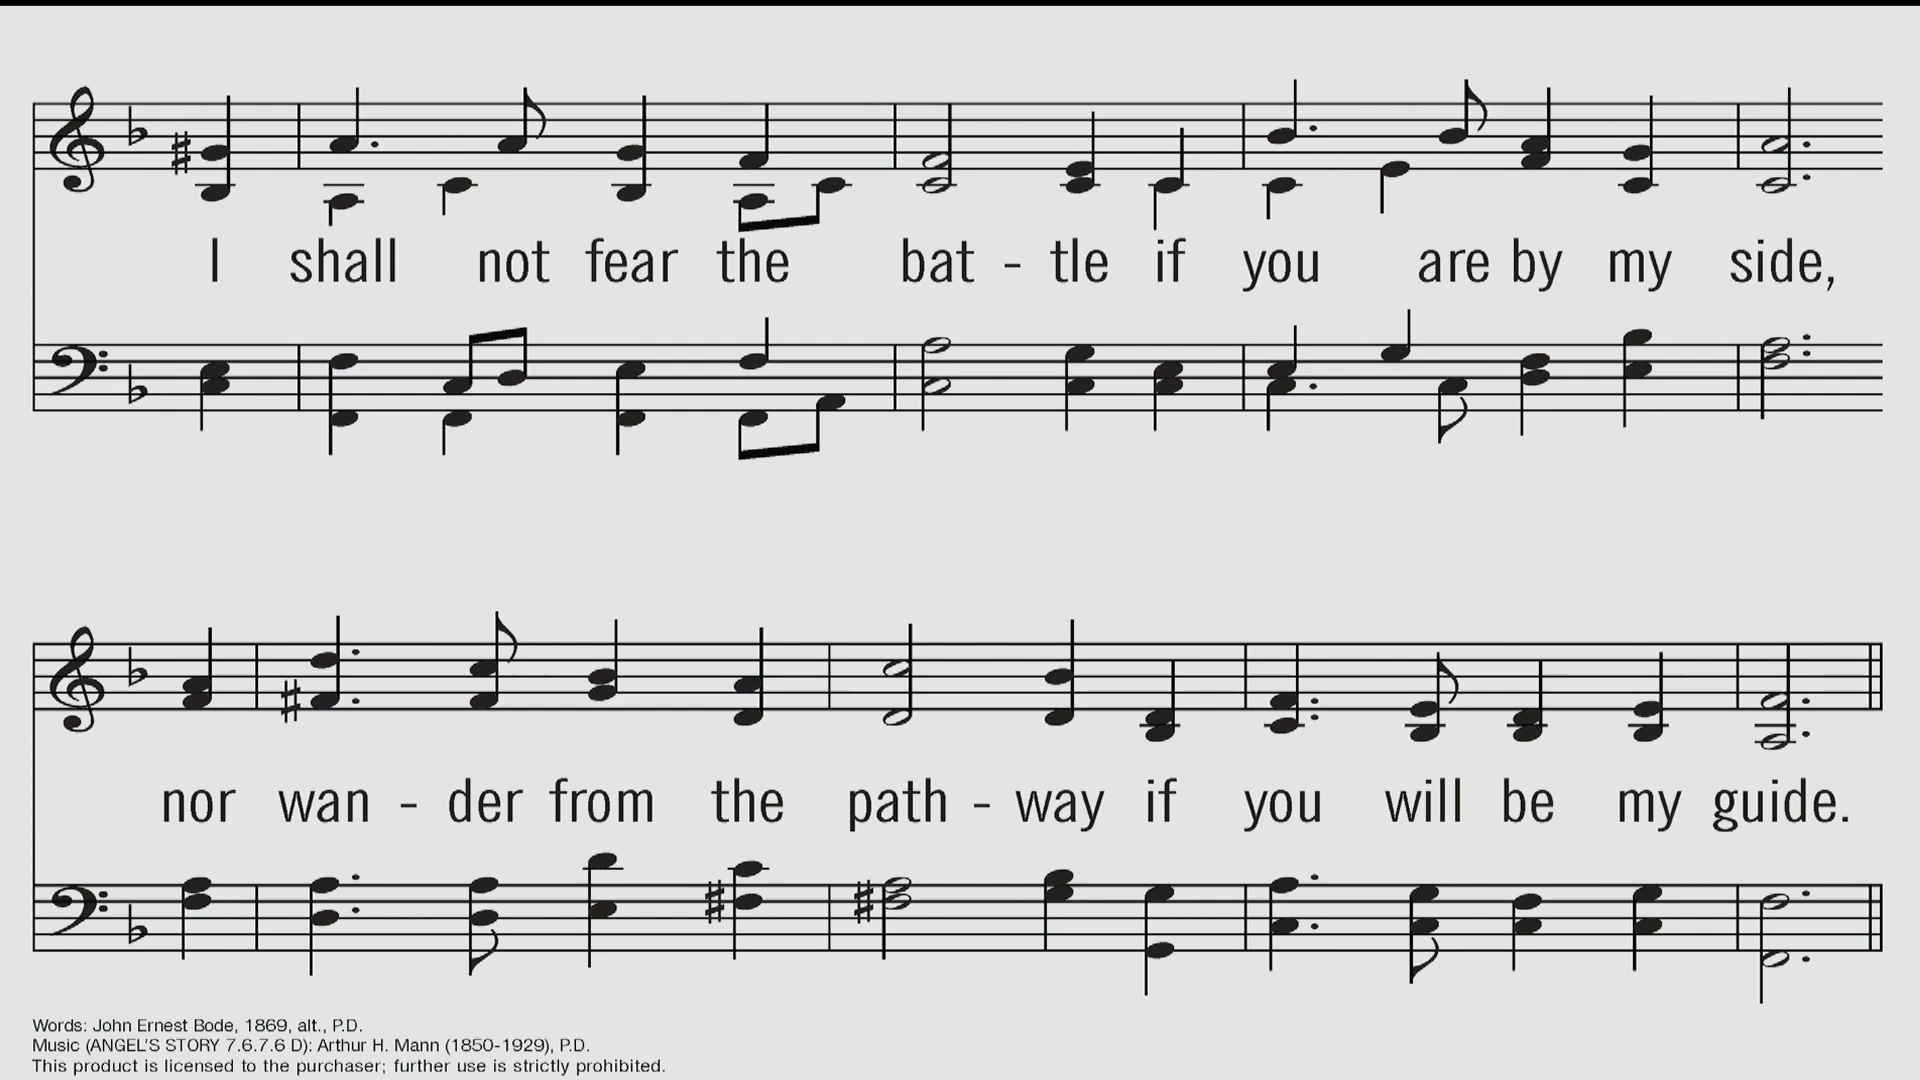 I shall not fear the bat - tle if you are by my side,
nor wan - der from the path - way if you will be my guide.
Words: John Ernest Bode, 1869, alt., P.D.
Music (ANGEL'S STORY 7.6.7.6 D): Arthur H. Mann (1850-1929), P.D.
This product is licensed to the purchaser; further use is strictly prohibited.